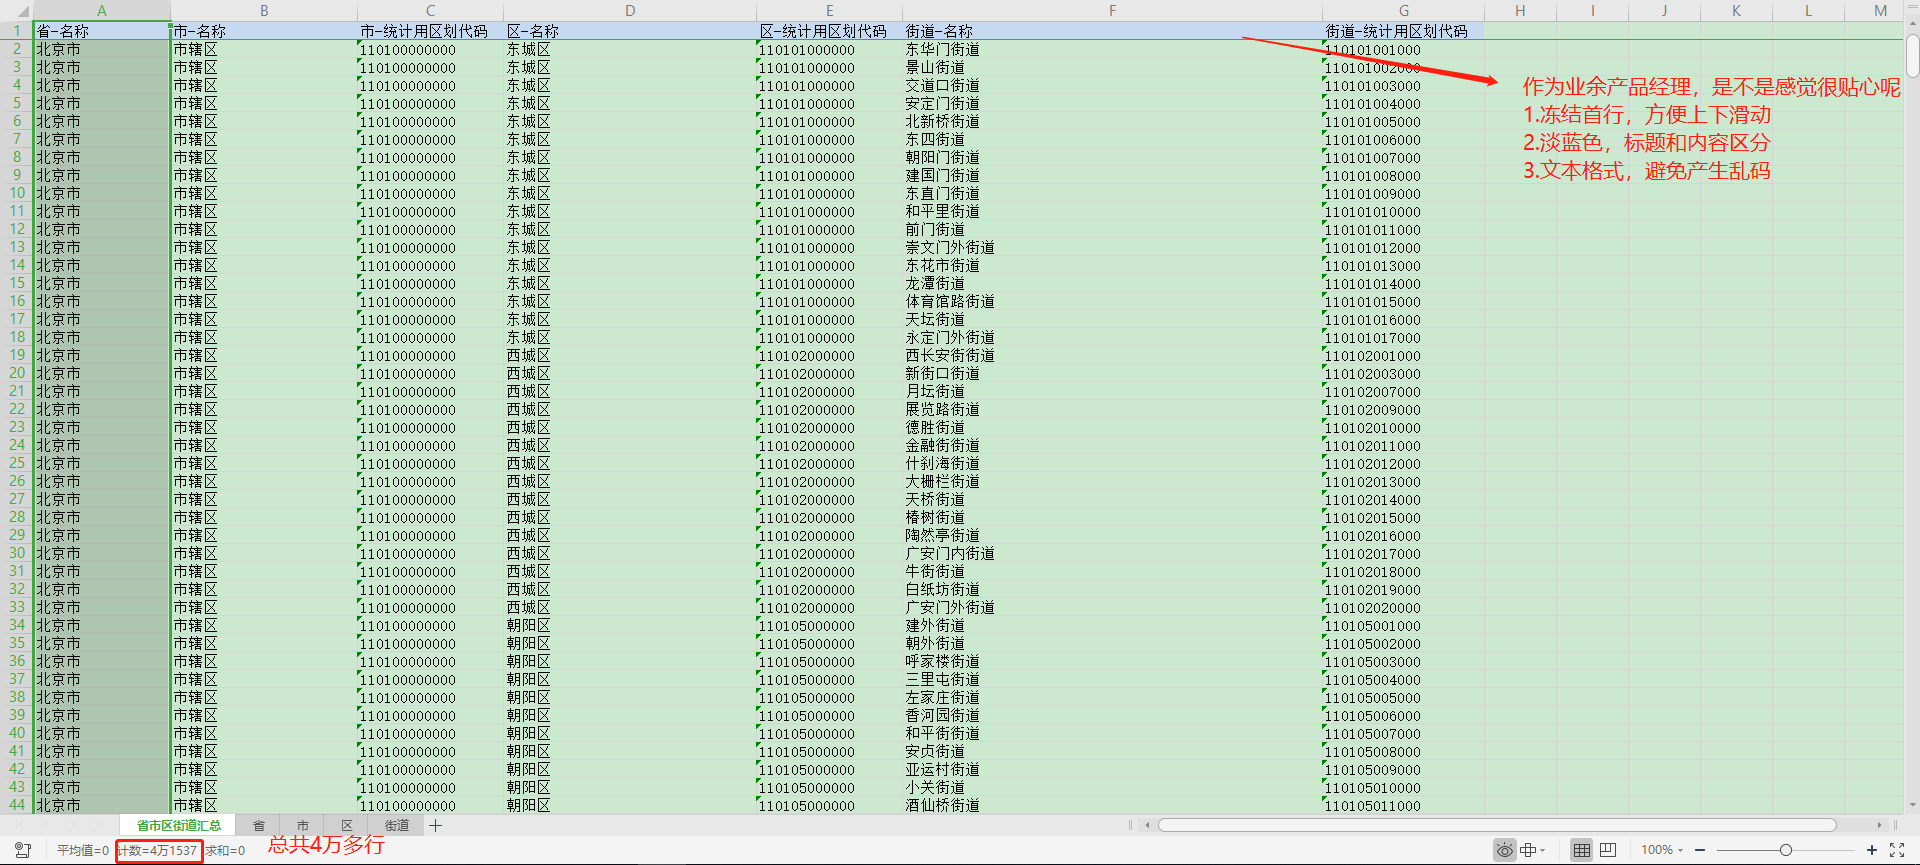 A B C D E F G H I J K L M
1 省-名称 市-名称 市-统计用区划代码 区-名称 区-统计用区划代码 街道-名称 街道-统计用区划代码
2 北京市 市辖区 110100000000 东城区 110101000000 东华门街道 110101001000
3 北京市 市辖区 110100000000 东城区 110101000000 景山街道 110101002000
4 北京市 市辖区 110100000000 东城区 110101000000 交道口街道 110101003000
5 北京市 市辖区 110100000000 东城区 110101000000 安定门街道 110101004000
6 北京市 市辖区 110100000000 东城区 110101000000 北新桥街道 110101005000
7 北京市 市辖区 110100000000 东城区 110101000000 东四街道 110101006000
8 北京市 市辖区 110100000000 东城区 110101000000 朝阳门街道 110101007000
9 北京市 市辖区 110100000000 东城区 110101000000 建国门街道 110101008000
10 北京市 市辖区 110100000000 东城区 110101000000 东直门街道 110101009000
11 北京市 市辖区 110100000000 东城区 110101000000 和平里街道 110101010000
12 北京市 市辖区 110100000000 东城区 110101000000 前门街道 110101011000
13 北京市 市辖区 110100000000 东城区 110101000000 崇文门外街道 110101012000
14 北京市 市辖区 110100000000 东城区 110101000000 东花市街道 110101013000
15 北京市 市辖区 110100000000 东城区 110101000000 龙潭街道 110101014000
16 北京市 市辖区 110100000000 东城区 110101000000 体育馆路街道 110101015000
17 北京市 市辖区 110100000000 东城区 110101000000 天坛街道 110101016000
18 北京市 市辖区 110100000000 东城区 110101000000 永定门外街道 110101017000
19 北京市 市辖区 110100000000 西城区 110102000000 西长安街街道 110102001000
20 北京市 市辖区 110100000000 西城区 110102000000 新街口街道 110102003000
21 北京市 市辖区 110100000000 西城区 110102000000 月坛街道 110102007000
22 北京市 市辖区 110100000000 西城区 110102000000 展览路街道 110102009000
23 北京市 市辖区 110100000000 西城区 110102000000 德胜街道 110102010000
24 北京市 市辖区 110100000000 西城区 110102000000 金融街街道 110102011000
25 北京市 市辖区 110100000000 西城区 110102000000 什刹海街道 110102012000
26 北京市 市辖区 110100000000 西城区 110102000000 大栅栏街道 110102013000
27 北京市 市辖区 110100000000 西城区 110102000000 天桥街道 110102014000
28 北京市 市辖区 110100000000 西城区 110102000000 椿树街道 110102015000
29 北京市 市辖区 110100000000 西城区 110102000000 陶然亭街道 110102016000
30 北京市 市辖区 110100000000 西城区 110102000000 广安门内街道 110102017000
31 北京市 市辖区 110100000000 西城区 110102000000 牛街街道 110102018000
32 北京市 市辖区 110100000000 西城区 110102000000 白纸坊街道 110102019000
33 北京市 市辖区 110100000000 西城区 110102000000 广安门外街道 110102020000
34 北京市 市辖区 110100000000 朝阳区 110105000000 建外街道 110105001000
35 北京市 市辖区 110100000000 朝阳区 110105000000 朝外街道 110105002000
36 北京市 市辖区 110100000000 朝阳区 110105000000 呼家楼街道 110105003000
37 北京市 市辖区 110100000000 朝阳区 110105000000 三里屯街道 110105004000
38 北京市 市辖区 110100000000 朝阳区 110105000000 左家庄街道 110105005000
39 北京市 市辖区 110100000000 朝阳区 110105000000 香河园街道 110105006000
40 北京市 市辖区 110100000000 朝阳区 110105000000 和平街街道 110105007000
41 北京市 市辖区 110100000000 朝阳区 110105000000 安贞街道 110105008000
42 北京市 市辖区 110100000000 朝阳区 110105000000 亚运村街道 110105009000
43 北京市 市辖区 110100000000 朝阳区 110105000000 小关街道 110105010000
44 北京市 市辖区 110100000000 朝阳区 110105000000 酒仙桥街道 110105011000
作为业余产品经理，是不是感觉很贴心呢
1.冻结首行，方便上下滑动
2.淡蓝色，标题和内容区分
3.文本格式，避免产生乱码
省市区街道汇总 省 市 区 街道
平均值=0 计数=4万1537 求和=0 总共4万多行 100%